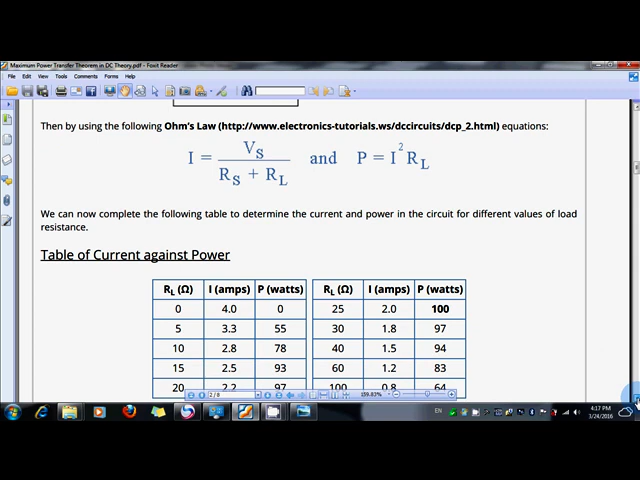 Maximum Power Transfer Theorem in DC Theory.pdf - Foxit Reader
File Edit View Tools Comments Forms Help
Then by using the following Ohm's Law (http://www.electronics-tutorials.ws/dccircuits/dcp_2.html) equations:
I = VS / (RS + RL) and P = I² RL
We can now complete the following table to determine the current and power in the circuit for different values of load
resistance.
Table of Current against Power
RL (Ω) I (amps) P (watts) RL (Ω) I (amps) P (watts)
0 4.0 0 25 2.0 100
5 3.3 55 30 1.8 97
10 2.8 78 40 1.5 94
15 2.5 93 60 1.2 83
20 2.2 97 100 0.8 64
2 / 8 159.83%
EN 4:17 PM
3/24/2016